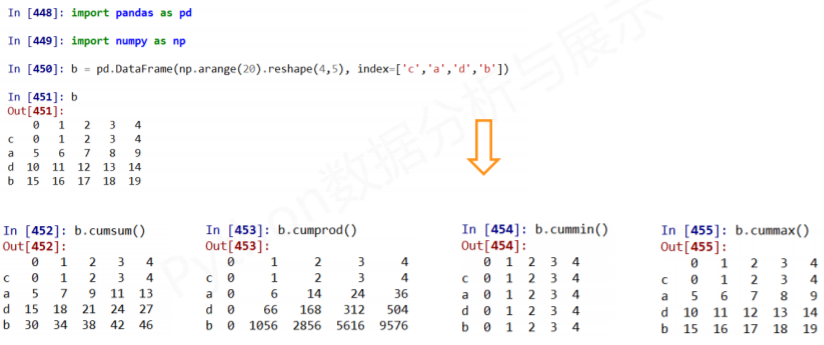 In [448]: import pandas as pd
In [449]: import numpy as np
In [450]: b = pd.DataFrame(np.arange(20).reshape(4,5), index=['c','a','d','b'])
In [451]: b
Out[451]:
0 1 2 3 4
c 0 1 2 3 4
a 5 6 7 8 9
d 10 11 12 13 14
b 15 16 17 18 19
In [452]: b.cumsum()
Out[452]:
0 1 2 3 4
c 0 1 2 3 4
a 5 7 9 11 13
d 15 18 21 24 27
b 30 34 38 42 46
In [453]: b.cumprod()
Out[453]:
0 1 2 3 4
c 0 1 2 3 4
a 0 6 14 24 36
d 0 66 168 312 504
b 0 1056 2856 5616 9576
In [454]: b.cummin()
Out[454]:
0 1 2 3 4
c 0 1 2 3 4
a 0 1 2 3 4
d 0 1 2 3 4
b 0 1 2 3 4
In [455]: b.cummax()
Out[455]:
0 1 2 3 4
c 0 1 2 3 4
a 5 6 7 8 9
d 10 11 12 13 14
b 15 16 17 18 19
Python数据分析与展示